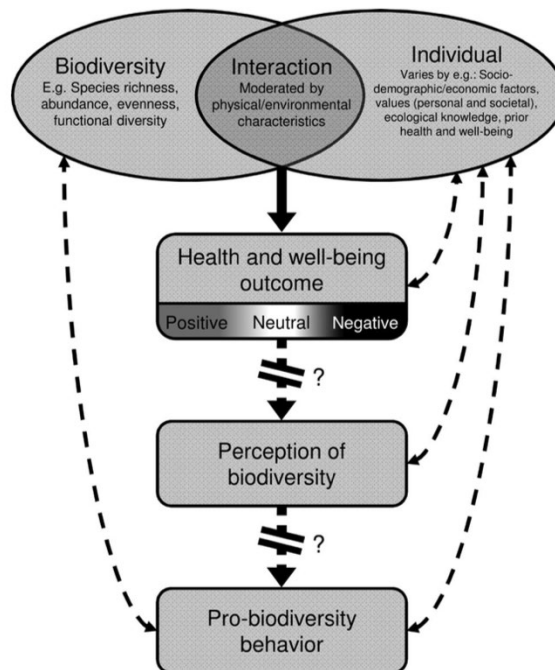 Biodiversity
E.g. Species richness,
abundance, evenness,
functional diversity
Interaction
Moderated by
physical/environmental
characteristics
Individual
Varies by e.g.: Socio-
demographic/economic factors,
values (personal and societal),
ecological knowledge, prior
health and well-being
Health and well-being
outcome
Positive Neutral Negative
?
Perception of
biodiversity
?
Pro-biodiversity
behavior